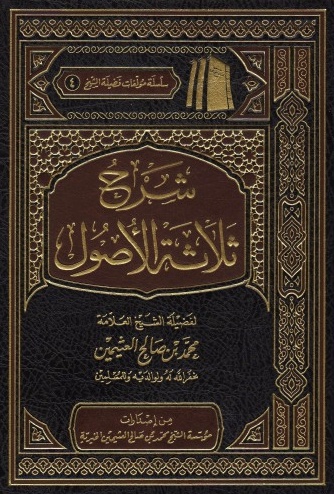 سلسلة مؤلفات فضيلة الشيخ ٤
شرح
ثلاثة الأصول
لفضيلة الشيخ العلامة
محمد بن صالح العثيمين
غفر الله له ولوالديه وللمسلمين
من إصدارات
مؤسسة الشيخ محمد بن صالح العثيمين الخيرية